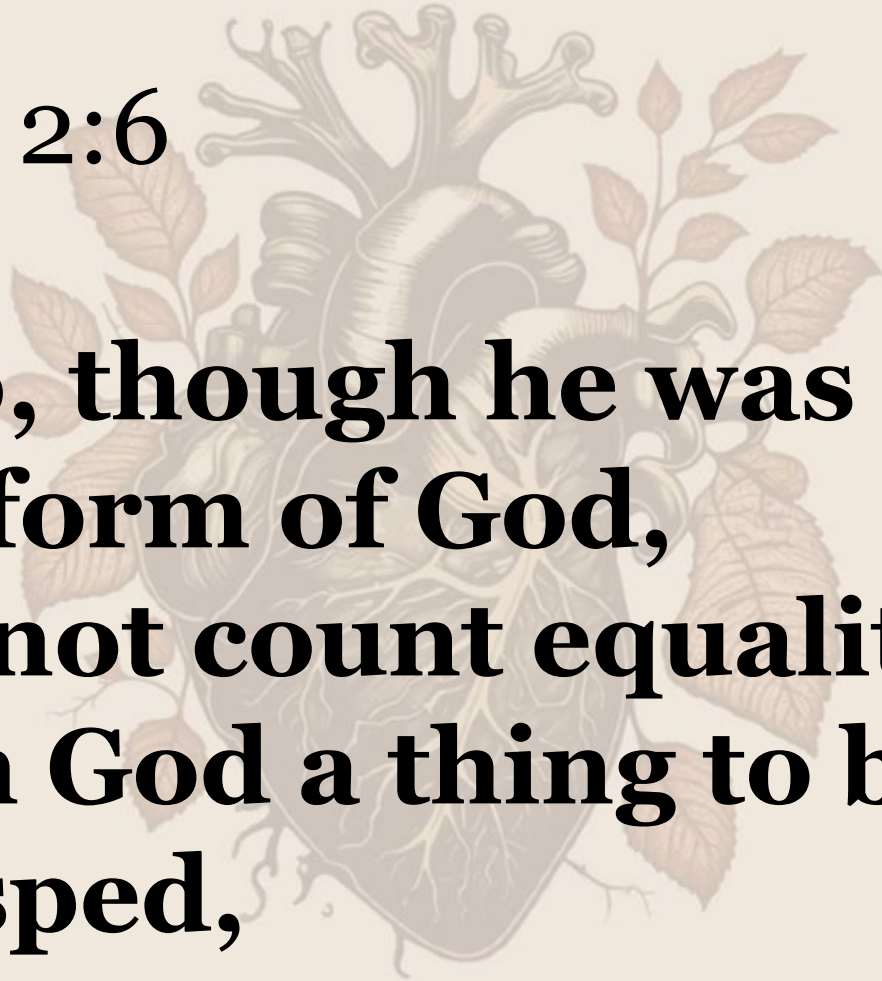 2:6
, though he was
form of God,
not count equalit
God a thing to b
sped,